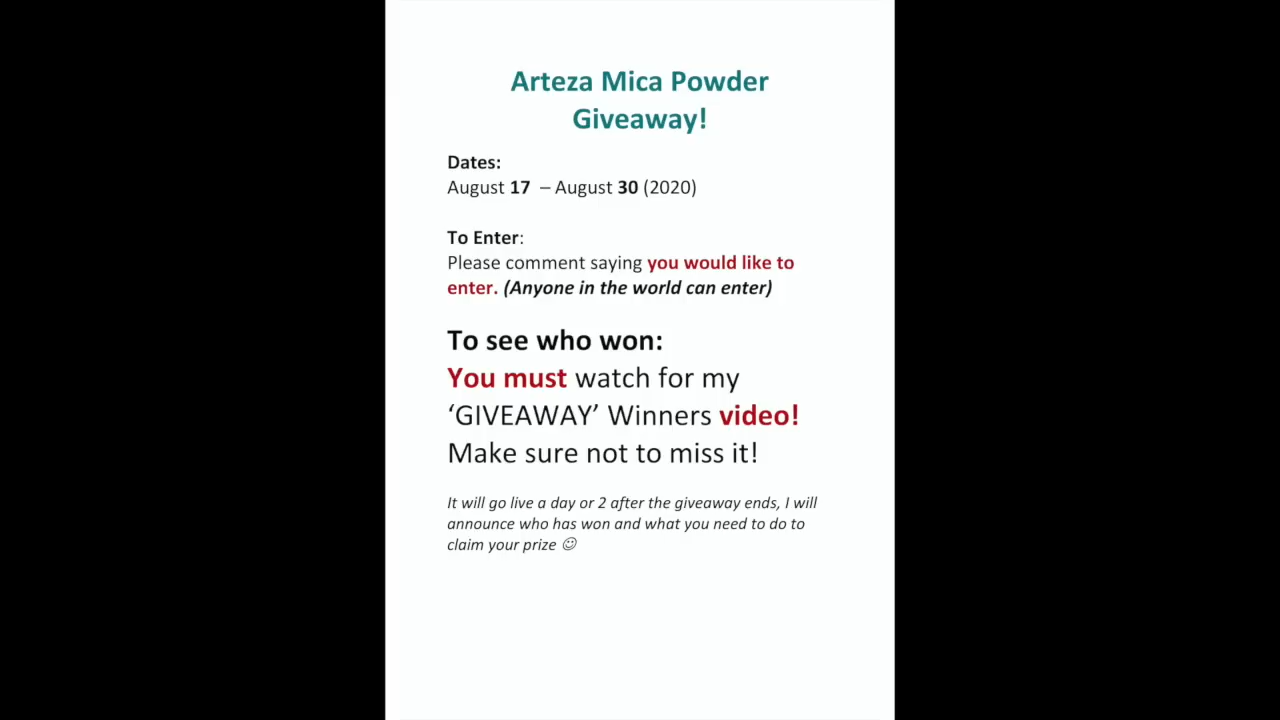 Arteza Mica Powder
Giveaway!
Dates:
August 17 – August 30 (2020)
To Enter:
Please comment saying you would like to
enter. (Anyone in the world can enter)
To see who won:
You must watch for my
‘GIVEAWAY’ Winners video!
Make sure not to miss it!
It will go live a day or 2 after the giveaway ends, I will
announce who has won and what you need to do to
claim your prize ☺